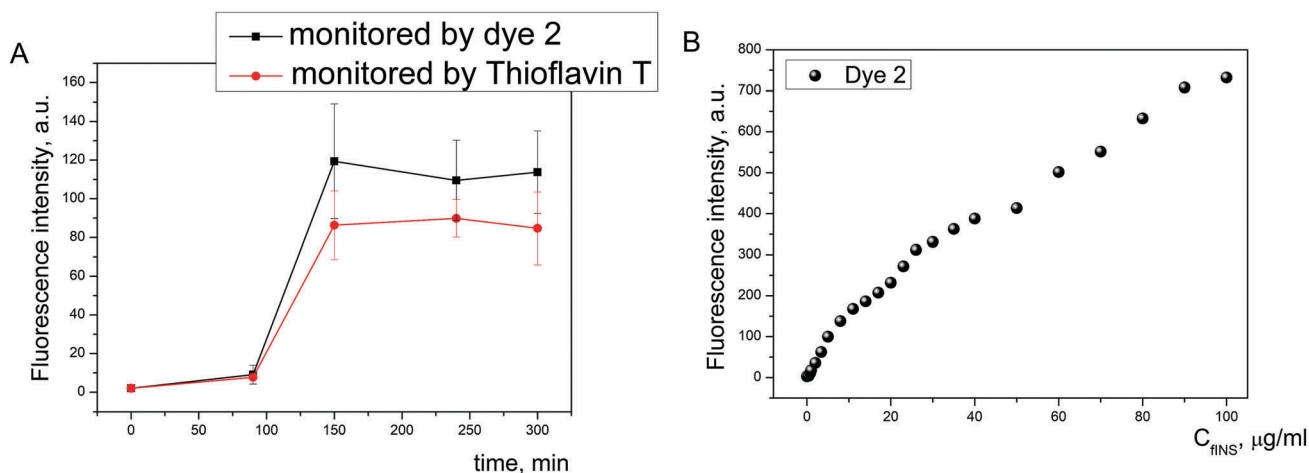 A
monitored by dye 2
monitored by Thioflavin T
Fluorescence intensity, a.u.
160
140
120
100
80
60
40
20
0
0 50 100 150 200 250 300
time, min
B
Dye 2
Fluorescence intensity, a.u.
800
700
600
500
400
300
200
100
0
0 20 40 60 80 100
CfINS, μg/ml